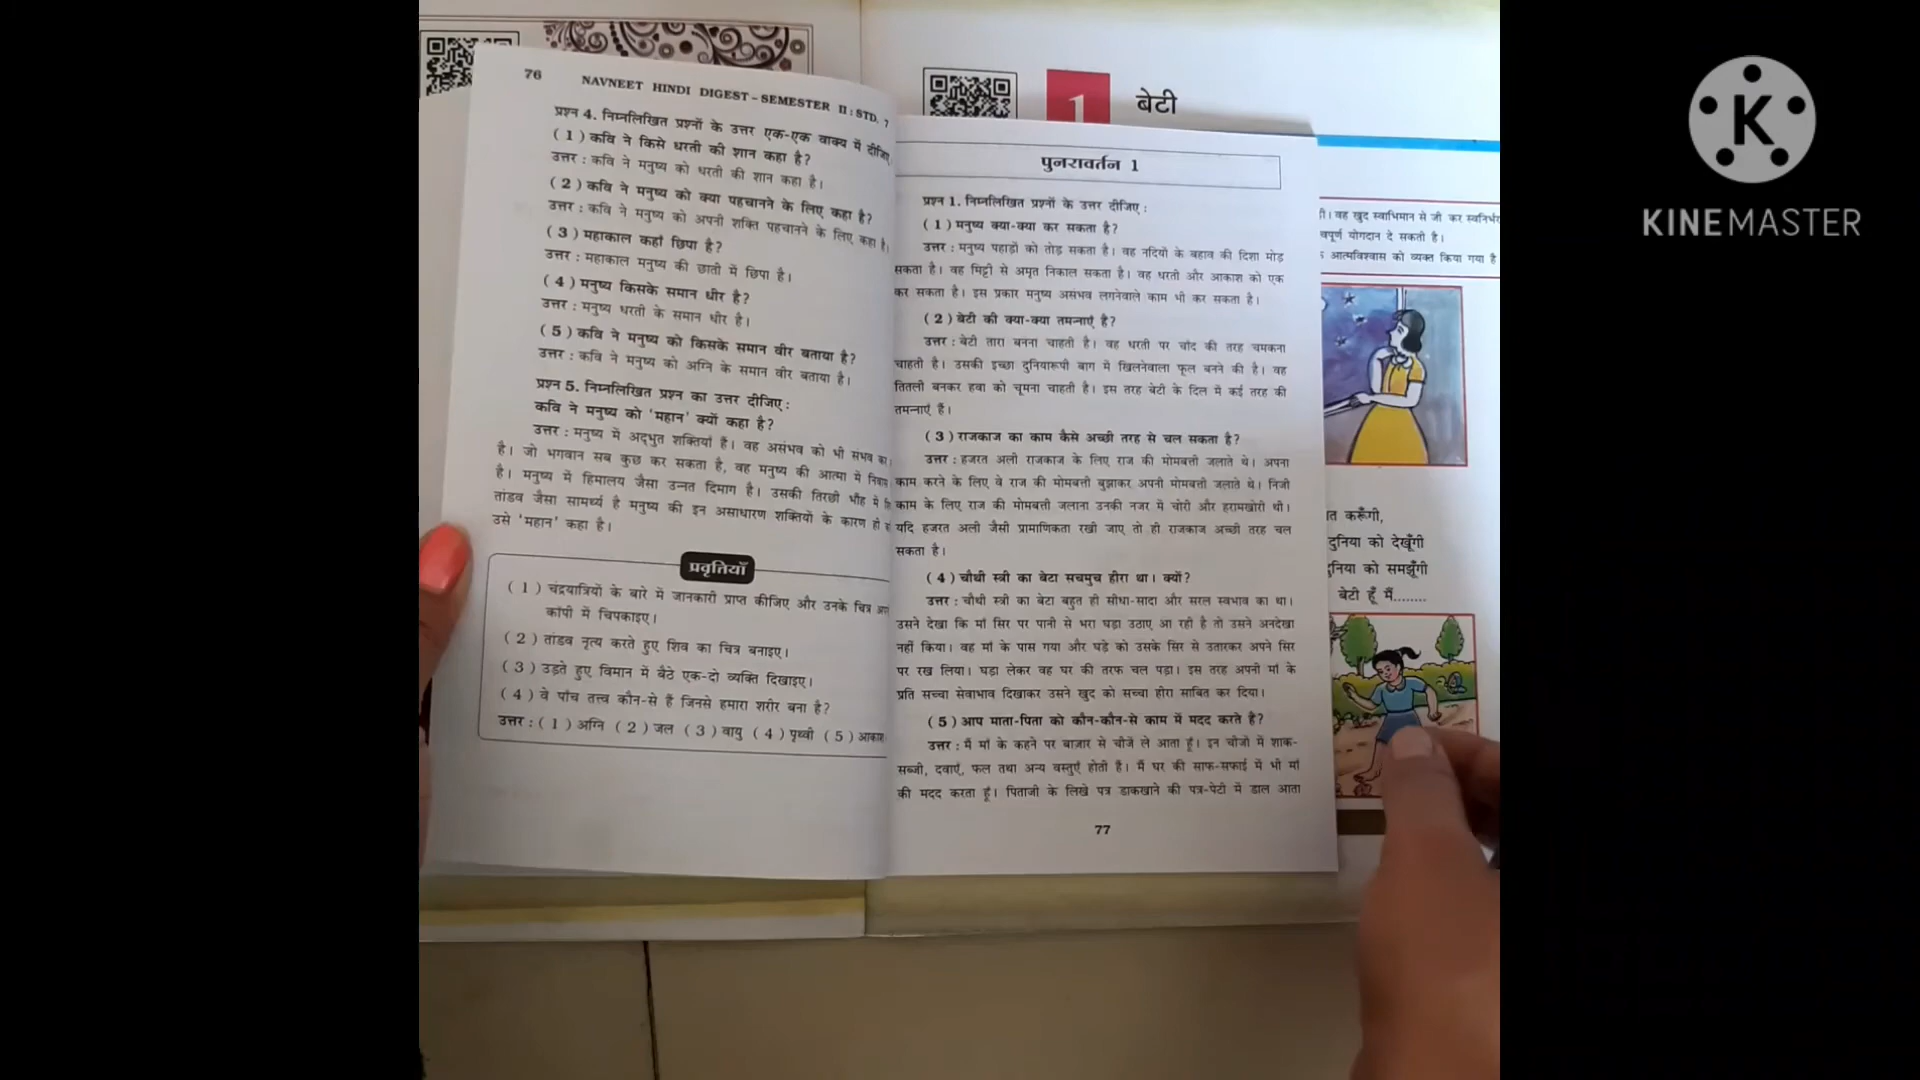 76 NAVNEET HINDI DIGEST – SEMESTER II : STD. 7
प्रश्न 4. निम्नलिखित प्रश्नों के उत्तर एक-एक वाक्य में दीजिए
( 1 ) कवि ने किसे धरती की शान कहा है?
उत्तर : कवि ने मनुष्य को धरती की शान कहा है।
( 2 ) कवि ने मनुष्य को क्या पहचानने के लिए कहा है?
उत्तर : कवि ने मनुष्य को अपनी शक्ति पहचानने के लिए कहा है।
( 3 ) महाकाल कहाँ छिपा है?
उत्तर : महाकाल मनुष्य की छाती में छिपा है।
( 4 ) मनुष्य किसके समान धीर है?
उत्तर : मनुष्य धरती के समान धीर है।
( 5 ) कवि ने मनुष्य को किसके समान वीर बताया है?
उत्तर : कवि ने मनुष्य को अग्नि के समान वीर बताया है।
प्रश्न 5. निम्नलिखित प्रश्न का उत्तर दीजिए :
कवि ने मनुष्य को 'महान' क्यों कहा है?
उत्तर : मनुष्य में अद्भुत शक्तियाँ हैं। वह असंभव को भी संभव
है। जो भगवान सब कुछ कर सकता है, वह मनुष्य की आत्मा में
है। मनुष्य में हिमालय जैसा उन्नत दिमाग है। उसकी तिरछी भौंह में
तांडव जैसा सामर्थ्य है मनुष्य की इन असाधारण शक्तियों के कारण ही
उसे 'महान' कहा है।
प्रवृत्तियाँ
( 1 ) चंद्रयात्रियों के बारे में जानकारी प्राप्त कीजिए और उनके चित्र
कॉपी में चिपकाइए।
( 2 ) तांडव नृत्य करते हुए शिव का चित्र बनाइए।
( 3 ) उड़ते हुए विमान में बैठे एक-दो व्यक्ति दिखाइए।
( 4 ) वे पाँच तत्त्व कौन-से हैं जिनसे हमारा शरीर बना है?
उत्तर : ( 1 ) अग्नि ( 2 ) जल ( 3 ) वायु ( 4 ) पृथ्वी ( 5 ) आकाश
पुनरावर्तन 1
प्रश्न 1. निम्नलिखित प्रश्नों के उत्तर दीजिए :
( 1 ) मनुष्य क्या-क्या कर सकता है?
उत्तर : मनुष्य पहाड़ों को तोड़ सकता है। वह नदियों के बहाव की दिशा मोड़
सकता है। वह मिट्टी से अमृत निकाल सकता है। वह धरती और आकाश को एक
कर सकता है। इस प्रकार मनुष्य असंभव लगनेवाले काम भी कर सकता है।
( 2 ) बेटी की क्या-क्या तमन्नाएँ है?
उत्तर : बेटी तारा बनना चाहती है। वह धरती पर चाँद की तरह चमकना
चाहती है। उसकी इच्छा दुनियारूपी बाग में खिलनेवाला फूल बनने की है। वह
तितली बनकर हवा को चूमना चाहती है। इस तरह बेटी के दिल में कई तरह की
तमन्नाएँ हैं।
( 3 ) राजकाज का काम कैसे अच्छी तरह से चल सकता है?
उत्तर : हजरत अली राजकाज के लिए राज की मोमबत्ती जलाते थे। अपना
काम करने के लिए वे राज की मोमबत्ती बुझाकर अपनी मोमबत्ती जलाते थे। निजी
काम के लिए राज की मोमबत्ती जलाना उनकी नजर में चोरी और हरामखोरी थी।
यदि हजरत अली जैसी प्रामाणिकता रखी जाए तो ही राजकाज अच्छी तरह चल
सकता है।
( 4 ) चौथी स्त्री का बेटा सचमुच हीरा था। क्यों?
उत्तर : चौथी स्त्री का बेटा बहुत ही सीधा-सादा और सरल स्वभाव का था।
उसने देखा कि माँ सिर पर पानी से भरा घड़ा उठाए आ रही है तो उसने अनदेखा
नहीं किया। वह माँ के पास गया और घड़े को उसके सिर से उतारकर अपने सिर
पर रख लिया। घड़ा लेकर वह घर की तरफ चल पड़ा। इस तरह अपनी माँ के
प्रति सच्चा सेवाभाव दिखाकर उसने खुद को सच्चा हीरा साबित कर दिया।
( 5 ) आप माता-पिता को कौन-कौन-से काम में मदद करते है?
उत्तर : मैं माँ के कहने पर बाज़ार से चीजें ले आता हूँ। इन चीजों में शाक-
सब्जी, दवाएँ, फल तथा अन्य वस्तुएँ होती हैं। मैं घर की साफ-सफाई में भी माँ
की मदद करता हूँ। पिताजी के लिखे पत्र डाकखाने की पत्र-पेटी में डाल आता
77
1 बेटी
वह खुद स्वाभिमान से जी कर स्वनिर्भर
योगदान दे सकती है।
आत्मविश्वास को व्यक्त किया गया है
करूँगी,
दुनिया को देखूँगी
दुनिया को समझूँगी
बेटी हूँ मैं........
K
KINEMASTER